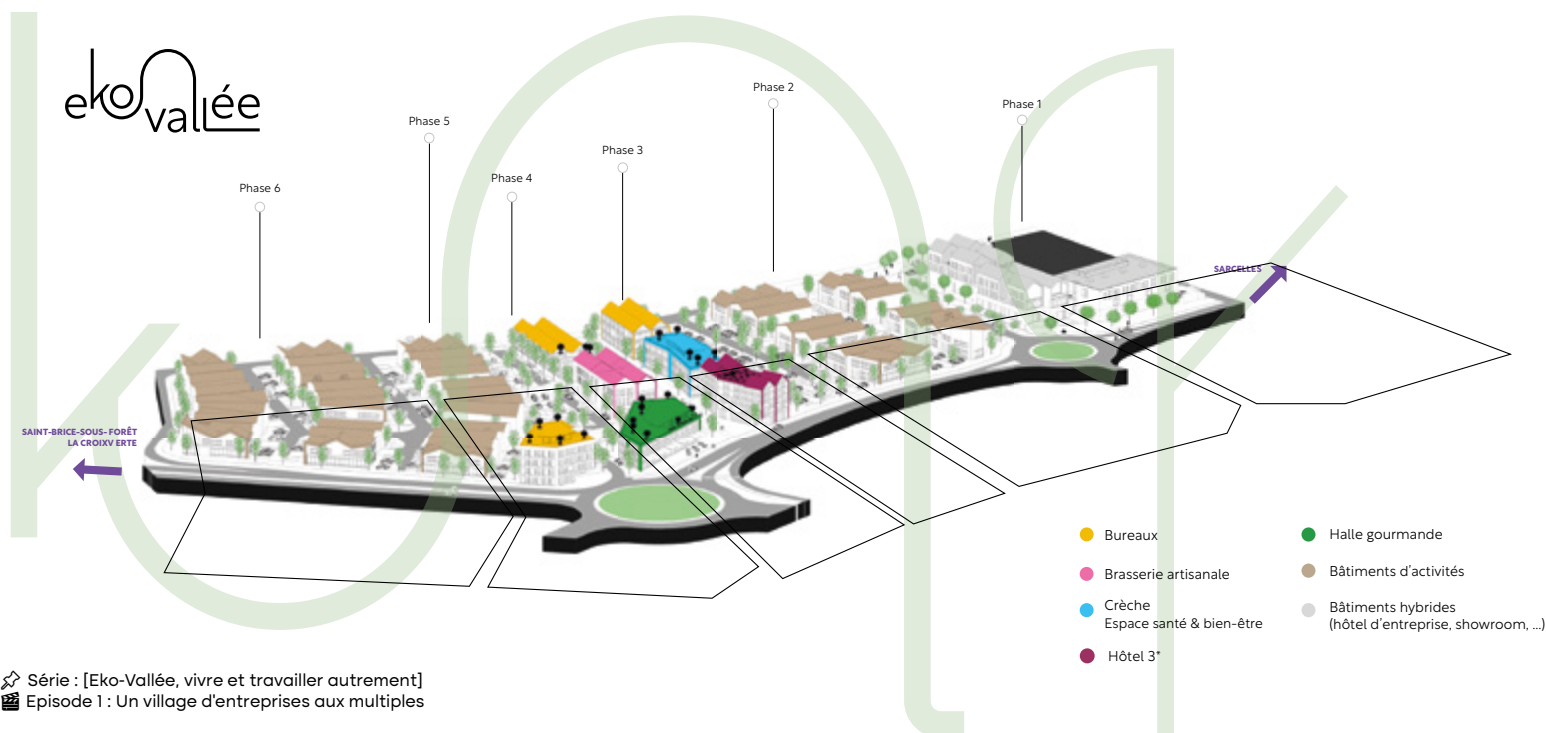 eko vallée
Phase 2
Phase 1
Phase 5
Phase 3
Phase 4
Phase 6
SARCELLES
SAINT-BRICE-SOUS- FORÊT
LA CROIXV ERTE
Bureaux
Brasserie artisanale
Crèche
Espace santé & bien-être
Hôtel 3*
Halle gourmande
Bâtiments d'activités
Bâtiments hybrides
(hôtel d'entreprise, showroom, ...)
Série : [Eko-Vallée, vivre et travailler autrement]
Episode 1 : Un village d'entreprises aux multiples